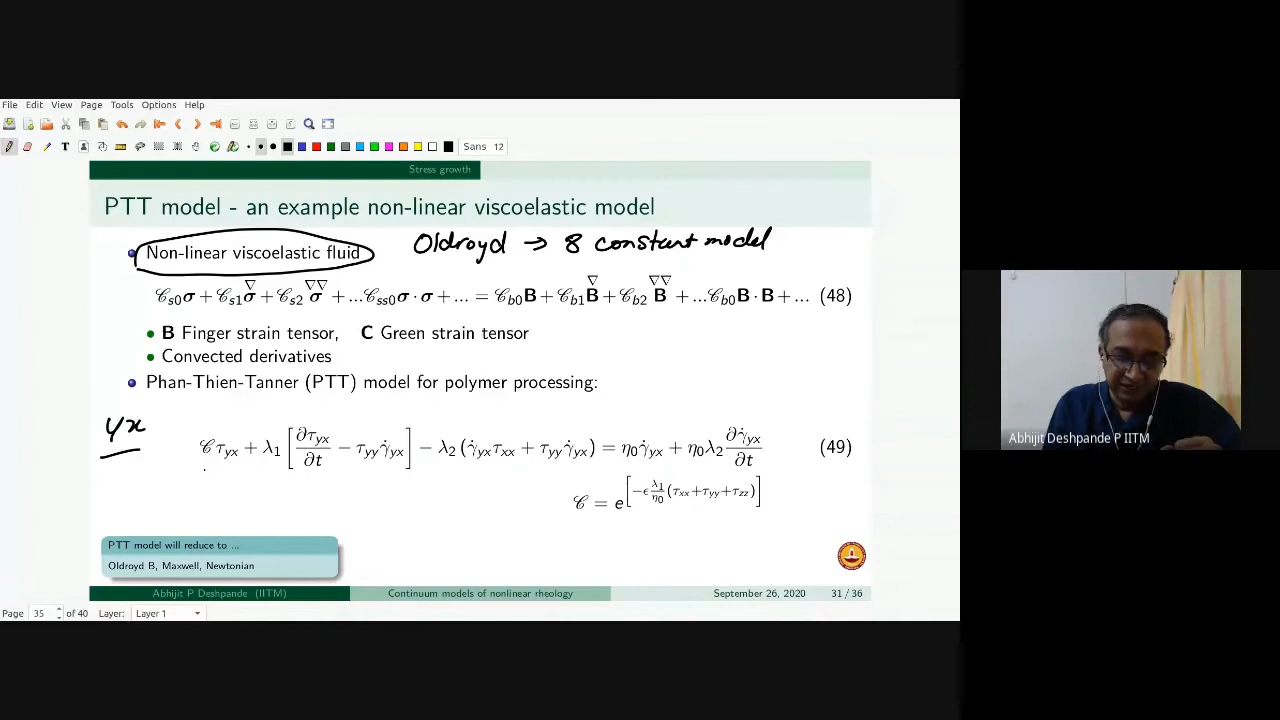 File Edit View Page Tools Options Help
Sans 12
Stress growth
PTT model - an example non-linear viscoelastic model
Non-linear viscoelastic fluid
Oldroyd → 8 constant model
𝒞s0σ + 𝒞s1σ^∇ + 𝒞s2σ^∇∇ + ...𝒞ss0σ · σ + ... = 𝒞b0B + 𝒞b1B^∇ + 𝒞b2B^∇∇ + ...𝒞b0B · B + ... (48)
B Finger strain tensor, C Green strain tensor
Convected derivatives
Phan-Thien-Tanner (PTT) model for polymer processing:
yx
𝒞τyx + λ1[∂τyx/∂t − τyyγ̇yx] − λ2(γ̇yxτxx + τyyγ̇yx) = η0γ̇yx + η0λ2 ∂γ̇yx/∂t (49)
𝒞 = e^[−ϵ λ1/η0 (τxx+τyy+τzz)]
PTT model will reduce to ...
Oldroyd B, Maxwell, Newtonian
Abhijit P Deshpande (IITM) Continuum models of nonlinear rheology September 26, 2020 31 / 36
Page 35 of 40 Layer: Layer 1
Abhijit Deshpande P IITM